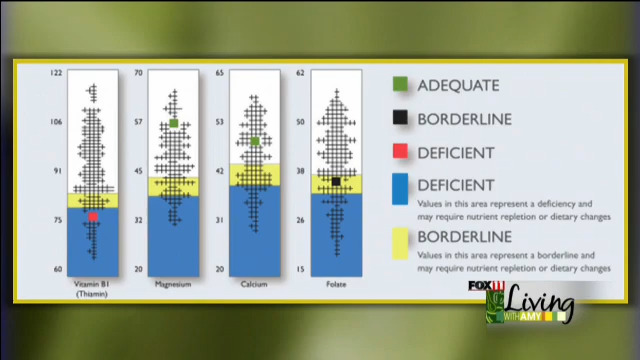 122
106
91
75
60
Vitamin B1
(Thiamin)
70
57
45
32
20
Magnesium
65
53
42
31
20
Calcium
62
50
38
26
15
Folate
ADEQUATE
BORDERLINE
DEFICIENT
DEFICIENT
Values in this area represent a deficiency and
may require nutrient repletion or dietary changes
BORDERLINE
Values in this area represent a borderline and
may require nutrient repletion or dietary changes
FOX 11
Living
WITH AMY